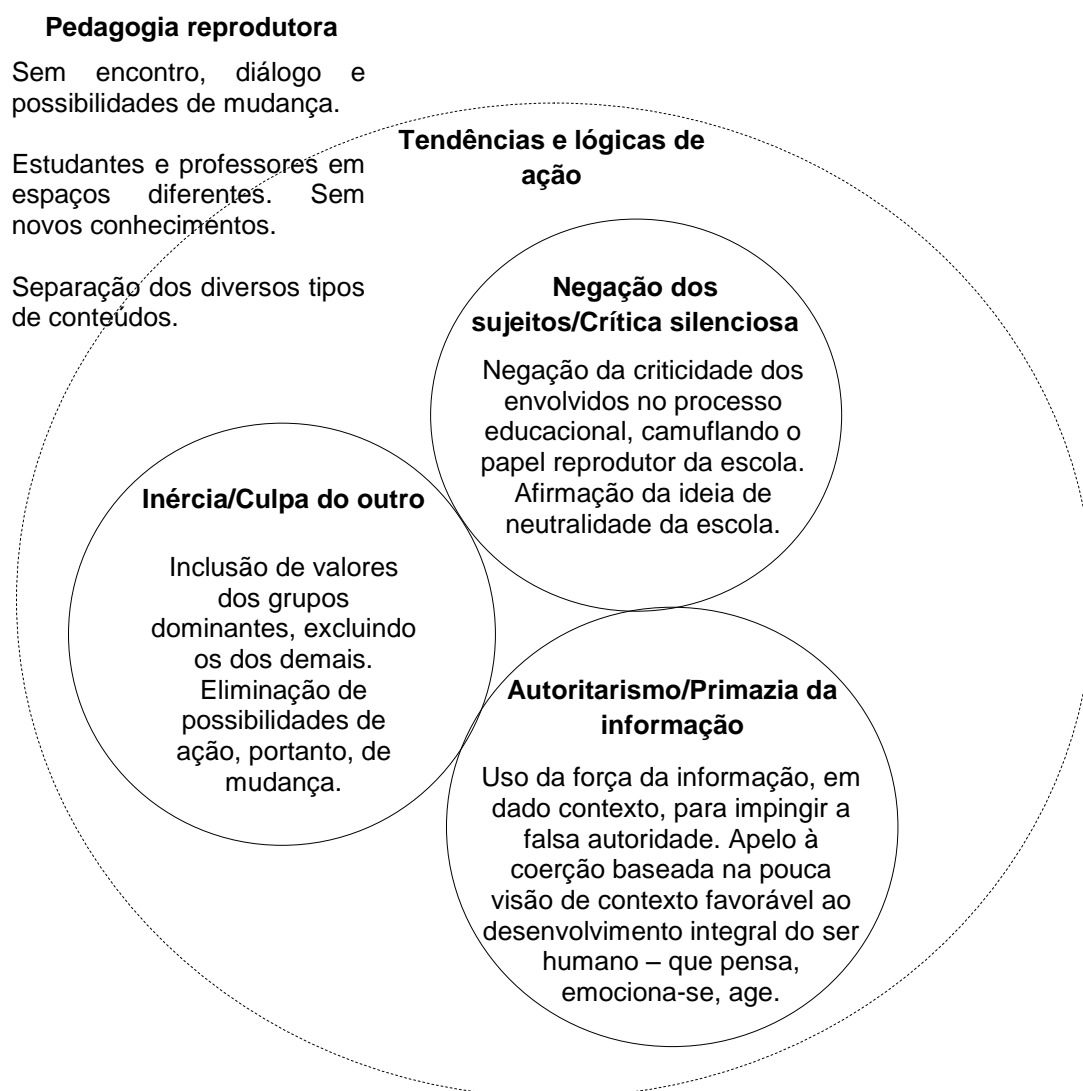 Pedagogia reprodutora
Sem encontro, diálogo e
possibilidades de mudança.
Estudantes e professores em
espaços diferentes. Sem
novos conhecimentos.
Separação dos diversos tipos
de conteúdos.
Tendências e lógicas de
ação
Negação dos
sujeitos/Crítica silenciosa
Negação da criticidade dos
envolvidos no processo
educacional, camuflando o
papel reprodutor da escola.
Afirmação da ideia de
neutralidade da escola.
Inércia/Culpa do outro
Inclusão de valores
dos grupos
dominantes, excluindo
os dos demais.
Eliminação de
possibilidades de
ação, portanto, de
mudança.
Autoritarismo/Primazia da
informação
Uso da força da informação, em
dado contexto, para impingir a
falsa autoridade. Apelo à
coerção baseada na pouca
visão de contexto favorável ao
desenvolvimento integral do ser
humano – que pensa,
emociona-se, age.